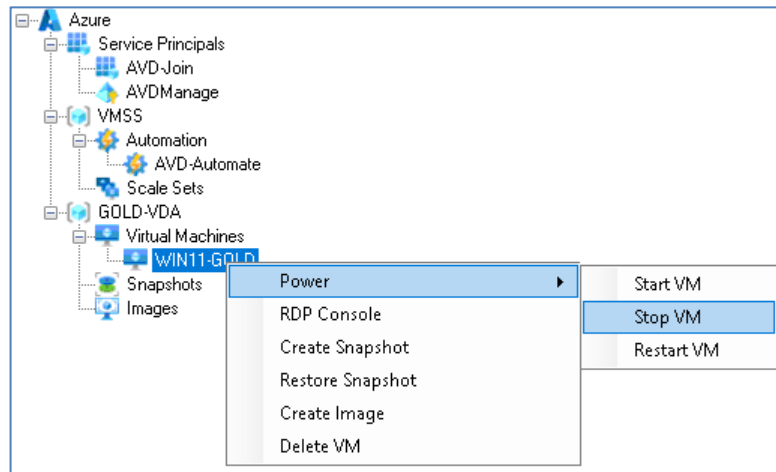 Azure
Service Principals
AVD-Join
AVDManage
VMSS
Automation
AVD-Automate
Scale Sets
GOLD-VDA
Virtual Machines
WIN11-GOLD
Snapshots
Images
Power
RDP Console
Create Snapshot
Restore Snapshot
Create Image
Delete VM
Start VM
Stop VM
Restart VM